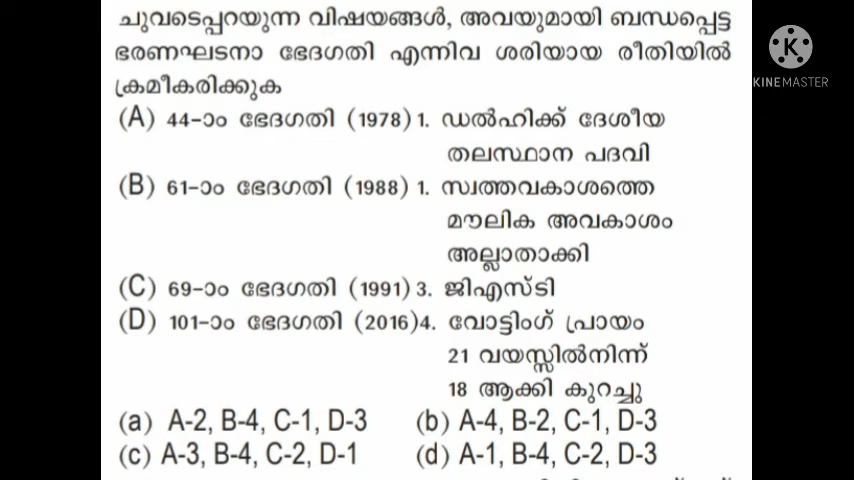 ചുവടെപ്പറയുന്ന വിഷയങ്ങൾ, അവയുമായി ബന്ധപ്പെട്ട
ഭരണഘടനാ ഭേദഗതി എന്നിവ ശരിയായ രീതിയിൽ
ക്രമീകരിക്കുക
(A) 44-ാം ഭേദഗതി (1978) 1. ഡൽഹിക്ക് ദേശീയ
തലസ്ഥാന പദവി
(B) 61-ാം ഭേദഗതി (1988) 1. സ്വത്തവകാശത്തെ
മൗലിക അവകാശം
അല്ലാതാക്കി
(C) 69-ാം ഭേദഗതി (1991) 3. ജിഎസ്ടി
(D) 101-ാം ഭേദഗതി (2016) 4. വോട്ടിംഗ് പ്രായം
21 വയസ്സിൽനിന്ന്
18 ആക്കി കുറച്ചു
(a) A-2, B-4, C-1, D-3 (b) A-4, B-2, C-1, D-3
(c) A-3, B-4, C-2, D-1 (d) A-1, B-4, C-2, D-3
KINEMASTER